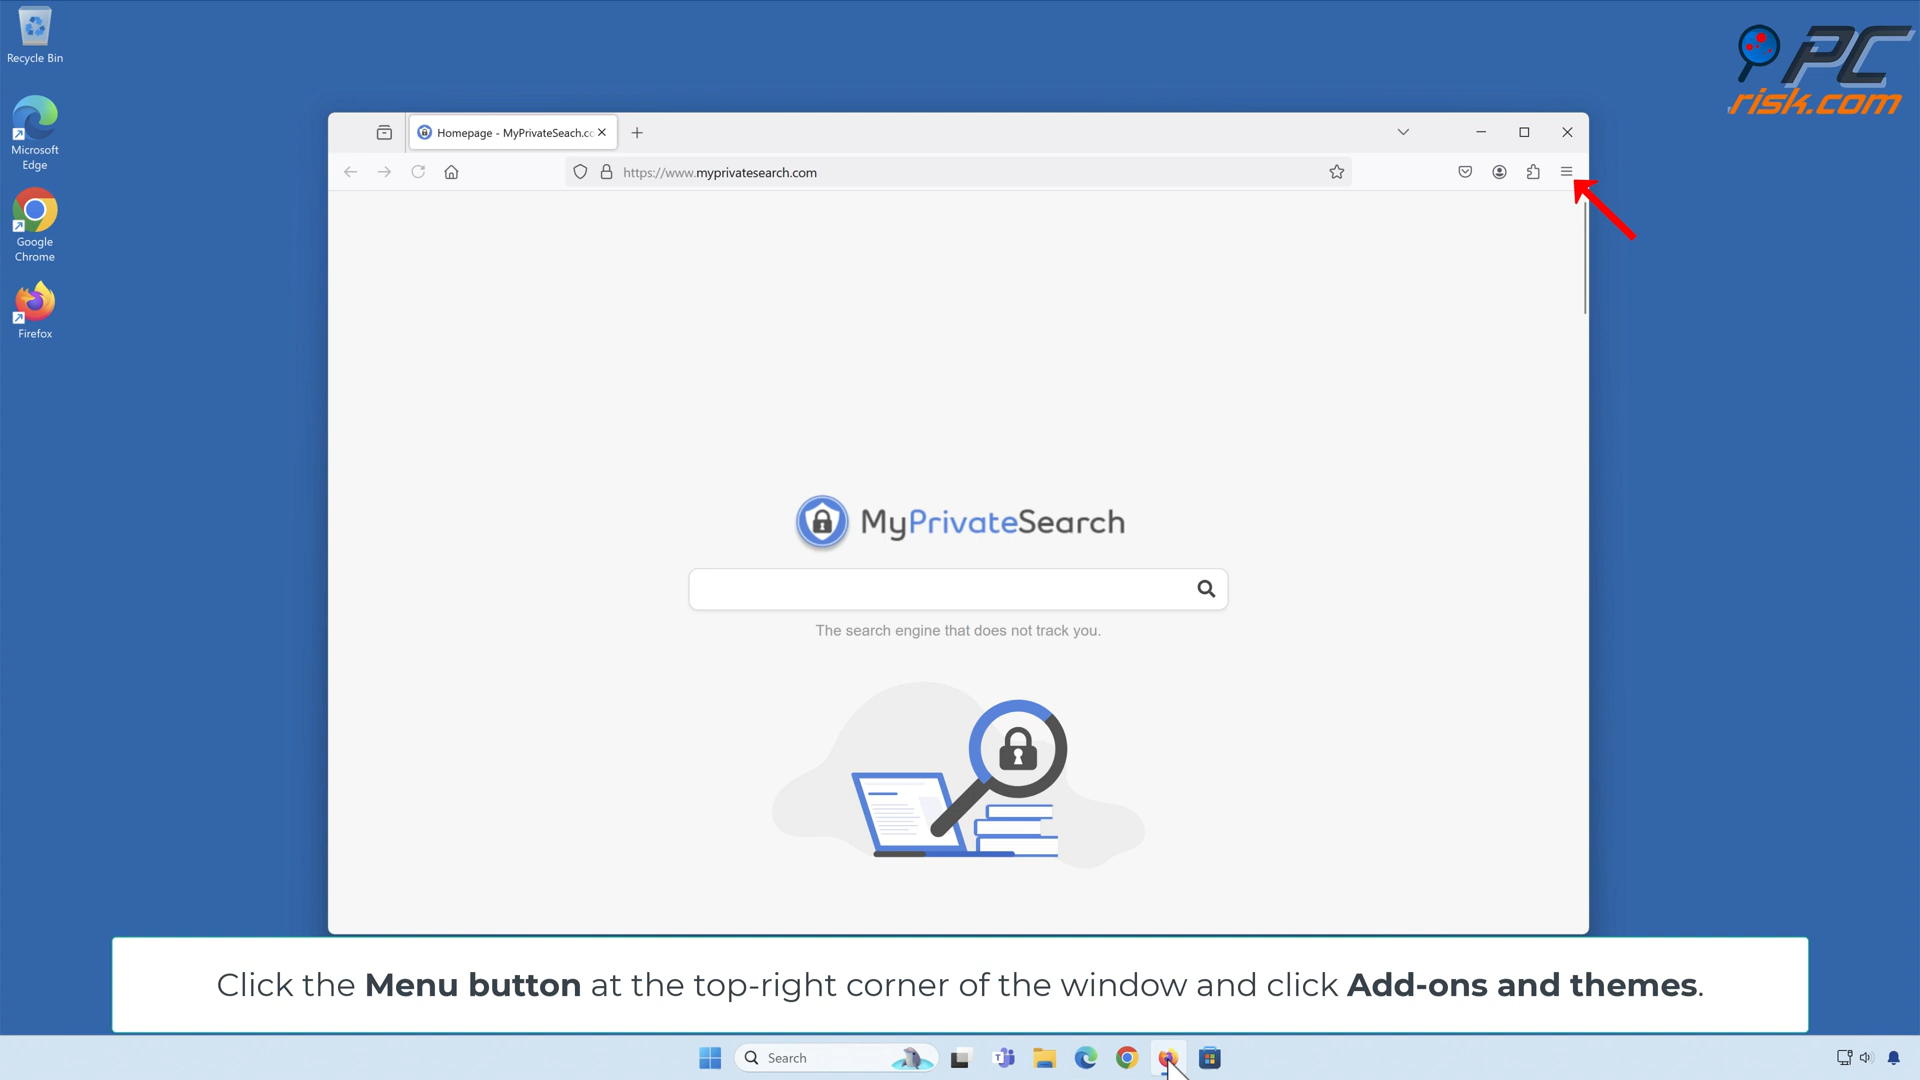 Recycle Bin
PC
risk.com
Microsoft
Edge
Google
Chrome
Firefox
Homepage - MyPrivateSeach.cc
https://www.myprivatesearch.com
MyPrivateSearch
The search engine that does not track you.
Click the Menu button at the top-right corner of the window and click Add-ons and themes.
Search